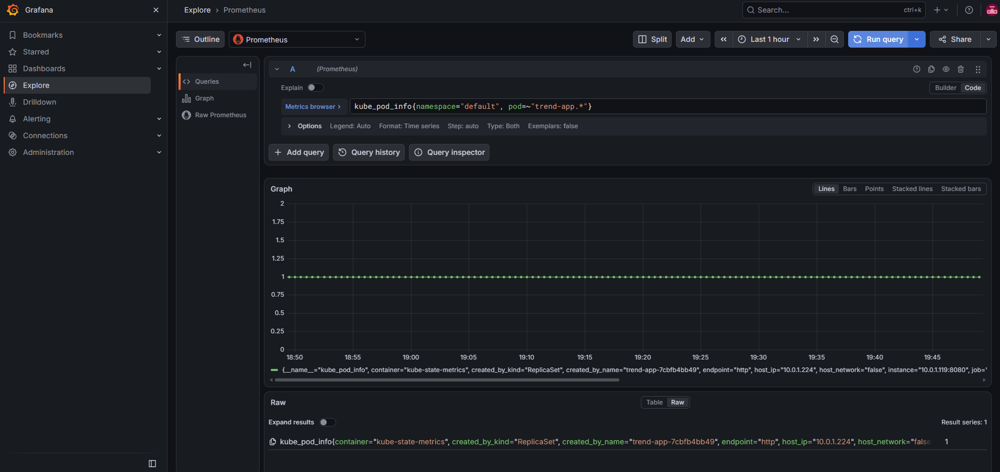 Grafana
Explore › Prometheus
Search...
ctrl+k
Bookmarks
Starred
Dashboards
Explore
Drilldown
Alerting
Connections
Administration
Outline
Prometheus
Split
Add
Last 1 hour
Run query
Share
Queries
Graph
Raw Prometheus
A
(Prometheus)
Explain
Builder
Code
Metrics browser ›
kube_pod_info{namespace="default", pod=~"trend-app.*"}
Options Legend: Auto Format: Time series Step: auto Type: Both Exemplars: false
+ Add query
Query history
Query inspector
Graph
Lines Bars Points Stacked lines Stacked bars
2
1.75
1.5
1.25
1
0.75
0.5
0.25
0
18:50 18:55 19:00 19:05 19:10 19:15 19:20 19:25 19:30 19:35 19:40 19:45
{__name__="kube_pod_info", container="kube-state-metrics", created_by_kind="ReplicaSet", created_by_name="trend-app-7cbfb4bb49", endpoint="http", host_ip="10.0.1.224", host_network="false", instance="10.0.1.119:8080", job="
Raw
Table Raw
Expand results
Result series: 1
kube_pod_info{container="kube-state-metrics", created_by_kind="ReplicaSet", created_by_name="trend-app-7cbfb4bb49", endpoint="http", host_ip="10.0.1.224", host_network="false 1